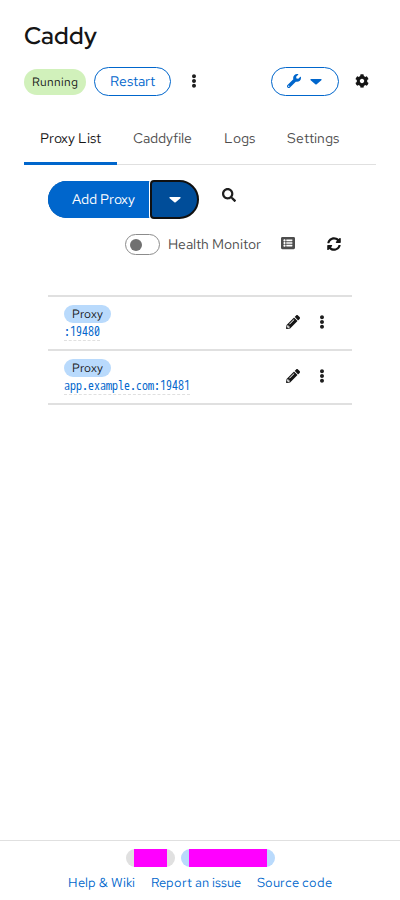 Caddy
Running
Restart
Proxy List
Caddyfile
Logs
Settings
Add Proxy
Health Monitor
Proxy
:19480
Proxy
app.example.com:19481
Help & Wiki
Report an issue
Source code